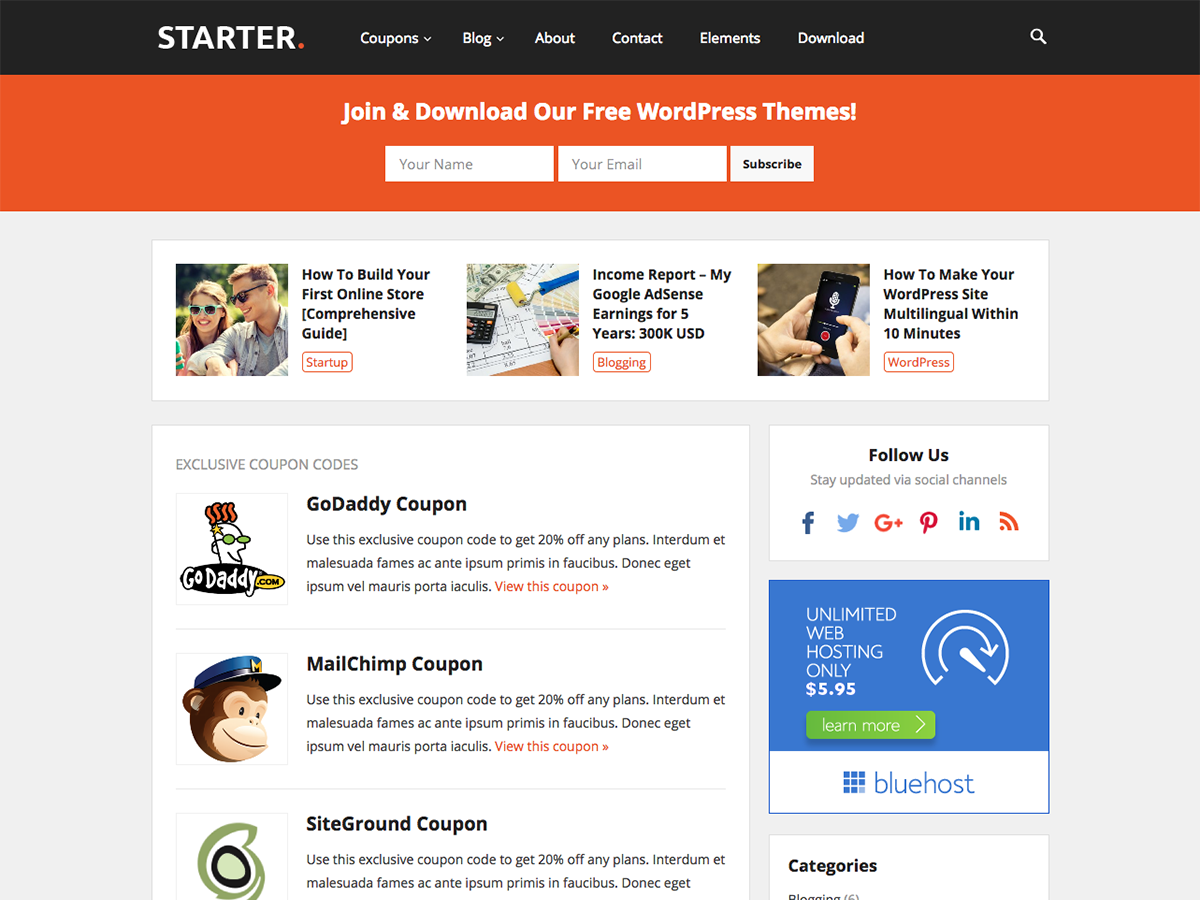 STARTER.
Coupons
Blog
About
Contact
Elements
Download
Join & Download Our Free WordPress Themes!
Your Name
Your Email
Subscribe
How To Build Your
First Online Store
[Comprehensive
Guide]
Startup
Income Report – My
Google AdSense
Earnings for 5
Years: 300K USD
Blogging
How To Make Your
WordPress Site
Multilingual Within
10 Minutes
WordPress
EXCLUSIVE COUPON CODES
Go Daddy
.COM
GoDaddy Coupon
Use this exclusive coupon code to get 20% off any plans. Interdum et
malesuada fames ac ante ipsum primis in faucibus. Donec eget
ipsum vel mauris porta iaculis. View this coupon »
M
MailChimp Coupon
Use this exclusive coupon code to get 20% off any plans. Interdum et
malesuada fames ac ante ipsum primis in faucibus. Donec eget
ipsum vel mauris porta iaculis. View this coupon »
SiteGround Coupon
Use this exclusive coupon code to get 20% off any plans. Interdum et
malesuada fames ac ante ipsum primis in faucibus. Donec eget
Follow Us
Stay updated via social channels
f
G+
in
UNLIMITED
WEB
HOSTING
ONLY
$5.95
learn more
bluehost
Categories
Blogging (6)